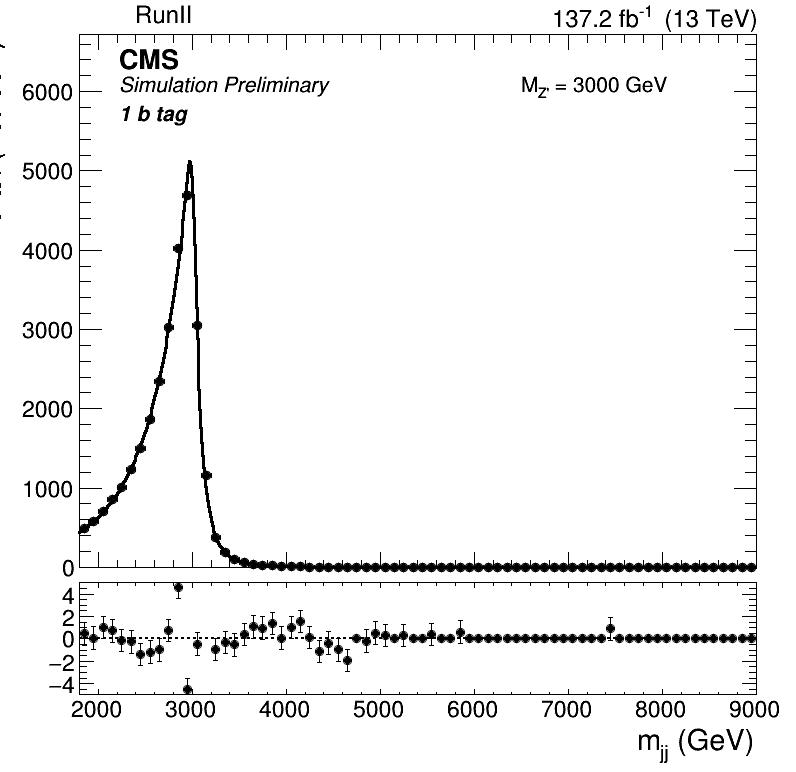 RunII 137.2 fb-1 (13 TeV)
CMS
Simulation Preliminary
MZ' = 3000 GeV
1 b tag
6000
5000
4000
3000
2000
1000
0
4
2
0
−2
−4
2000 3000 4000 5000 6000 7000 8000 9000
mjj (GeV)